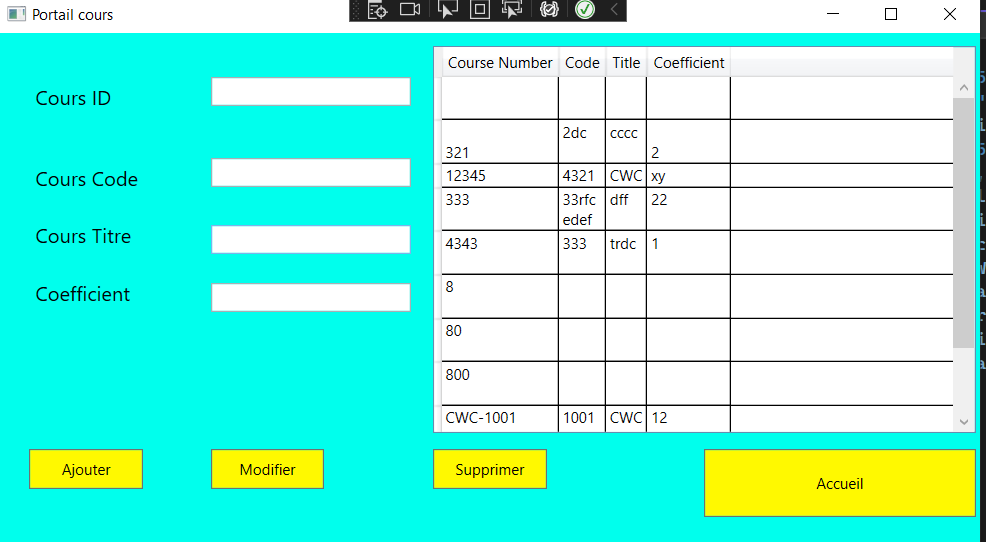 Portail cours
Cours ID
Cours Code
Cours Titre
Coefficient
Course Number Code Title Coefficient
2dc cccc
321 2
12345 4321 CWC xy
333 33rfc dff 22
edef
4343 333 trdc 1
8
80
800
CWC-1001 1001 CWC 12
Ajouter Modifier Supprimer Accueil